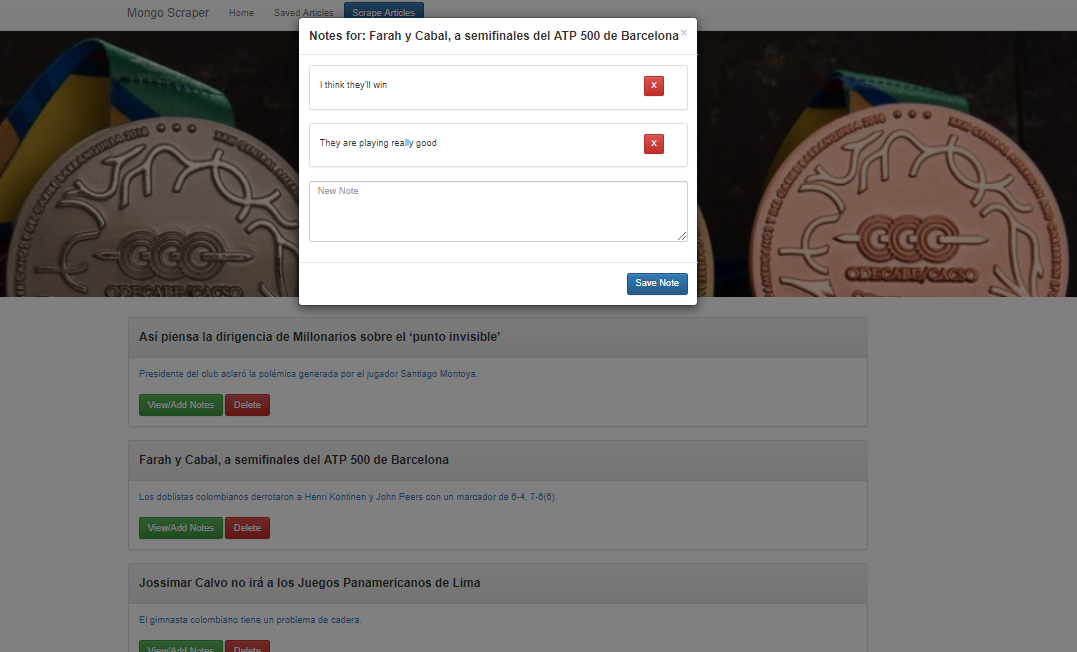 Mongo Scraper Home Saved Articles Scrape Articles
Notes for: Farah y Cabal, a semifinales del ATP 500 de Barcelona ×
I think they'll win X
They are playing really good X
New Note
Save Note
ODECABE/CACSO
ODECABE/CACSO
Así piensa la dirigencia de Millonarios sobre el ‘punto invisible’
Presidente del club aclaró la polémica generada por el jugador Santiago Montoya.
View/Add Notes Delete
Farah y Cabal, a semifinales del ATP 500 de Barcelona
Los doblistas colombianos derrotaron a Henri Kontinen y John Peers con un marcador de 6-4, 7-6(6).
View/Add Notes Delete
Jossimar Calvo no irá a los Juegos Panamericanos de Lima
El gimnasta colombiano tiene un problema de cadera.
View/Add Notes Delete